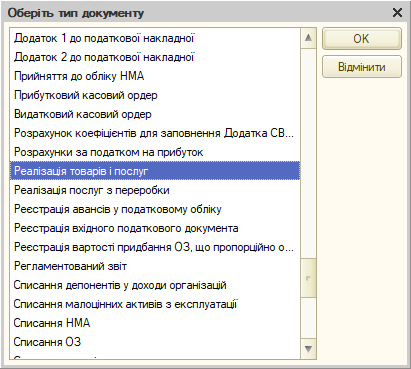 Оберіть тип документу
Додаток 1 до податкової накладної
Додаток 2 до податкової накладної
Прийняття до обліку НМА
Прибутковий касовий ордер
Видатковий касовий ордер
Розрахунок коефіцієнтів для заповнення Додатка СВ...
Розрахунки за податком на прибуток
Реалізація товарів і послуг
Реалізація послуг з переробки
Реєстрація авансів у податковому обліку
Реєстрація вхідного податкового документа
Реєстрація вартості придбання ОЗ, що пропорційно о...
Регламентований звіт
Списання депонентів у доходи організацій
Списання малоцінних активів з експлуатації
Списання НМА
Списання ОЗ
OK
Відмінити